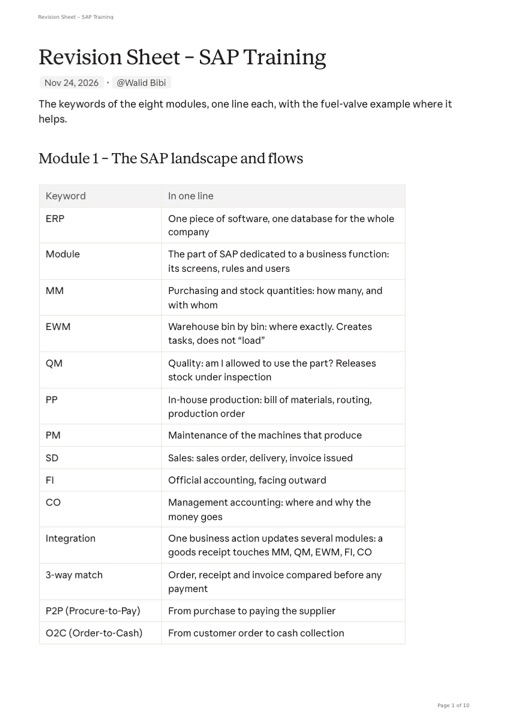 Revision Sheet – SAP Training
Revision Sheet – SAP Training
Nov 24, 2026 • @Walid Bibi
The keywords of the eight modules, one line each, with the fuel-valve example where it
helps.
Module 1 – The SAP landscape and flows
Keyword In one line
ERP One piece of software, one database for the whole
company
Module The part of SAP dedicated to a business function:
its screens, rules and users
MM Purchasing and stock quantities: how many, and
with whom
EWM Warehouse bin by bin: where exactly. Creates
tasks, does not “load”
QM Quality: am I allowed to use the part? Releases
stock under inspection
PP In-house production: bill of materials, routing,
production order
PM Maintenance of the machines that produce
SD Sales: sales order, delivery, invoice issued
FI Official accounting, facing outward
CO Management accounting: where and why the
money goes
Integration One business action updates several modules: a
goods receipt touches MM, QM, EWM, FI, CO
3-way match Order, receipt and invoice compared before any
payment
P2P (Procure-to-Pay) From purchase to paying the supplier
O2C (Order-to-Cash) From customer order to cash collection
Page 1 of 10